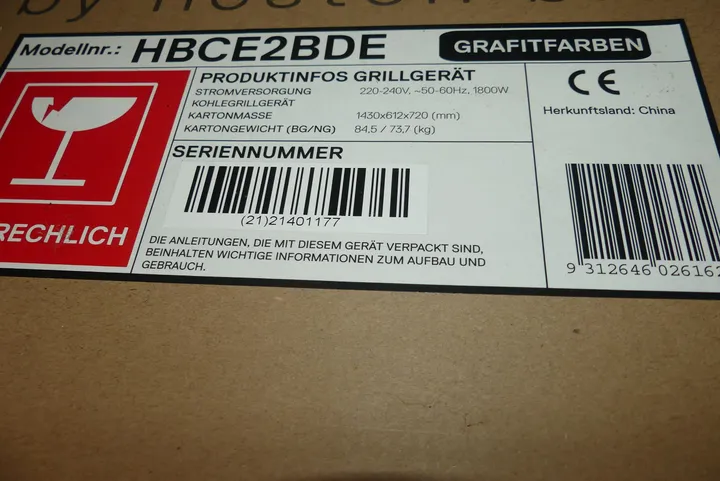 by
Modellnr.: HBCE2BDE
GRAFITFARBEN
PRODUKTINFOS GRILLGERÄT
STROMVERSORGUNG 220-240V, ~50-60Hz, 1800W
KOHLEGRILLGERÄT
KARTONMASSE 1430x612x720 (mm)
KARTONGEWICHT (BG/NG) 84,5 / 73,7 (kg)
CE
Herkunftsland: China
SERIENNUMMER
(21)21401177
RECHLICH
DIE ANLEITUNGEN, DIE MIT DIESEM GERÄT VERPACKT SIND,
BEINHALTEN WICHTIGE INFORMATIONEN ZUM AUFBAU UND
GEBRAUCH.
9 312646 026162